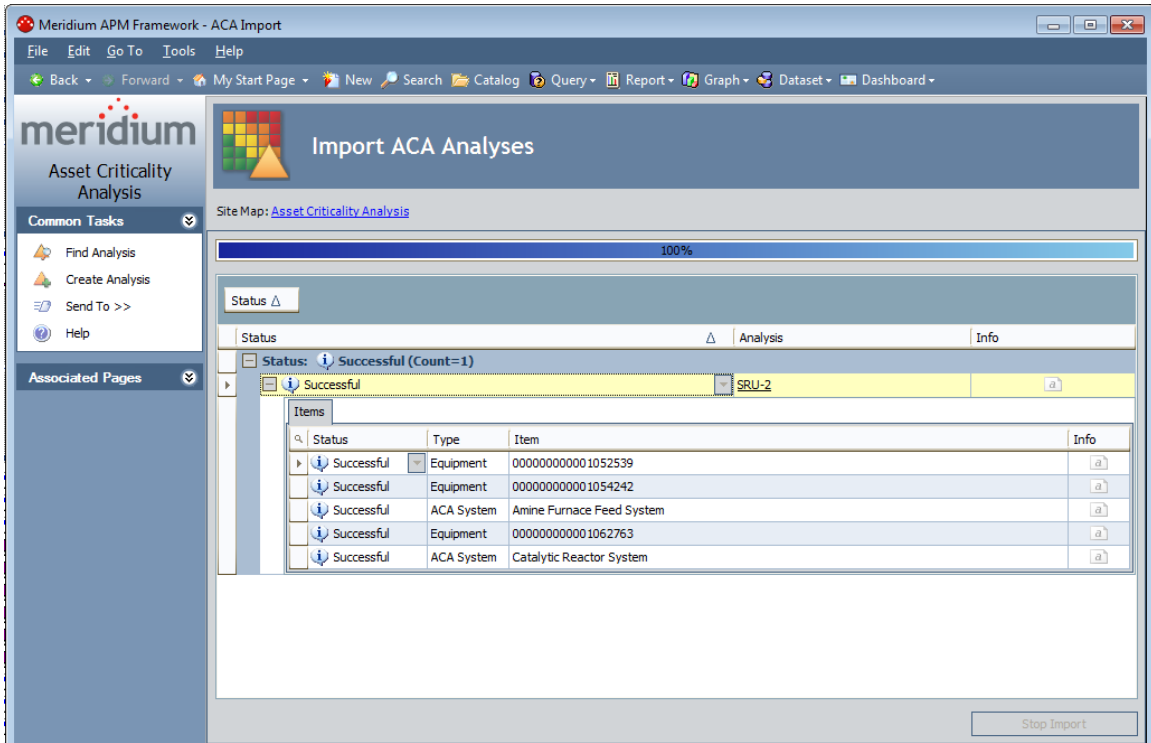 Meridium APM Framework - ACA Import
File Edit Go To Tools Help
Back Forward My Start Page New Search Catalog Query Report Graph Dataset Dashboard
meridium
Asset Criticality
Analysis
Common Tasks
Find Analysis
Create Analysis
Send To >>
Help
Associated Pages
Import ACA Analyses
Site Map: Asset Criticality Analysis
100%
Status
Status Analysis Info
Status: Successful (Count=1)
Successful SRU-2
Items
Status Type Item Info
Successful Equipment 000000000001052539
Successful Equipment 000000000001054242
Successful ACA System Amine Furnace Feed System
Successful Equipment 000000000001062763
Successful ACA System Catalytic Reactor System
Stop Import